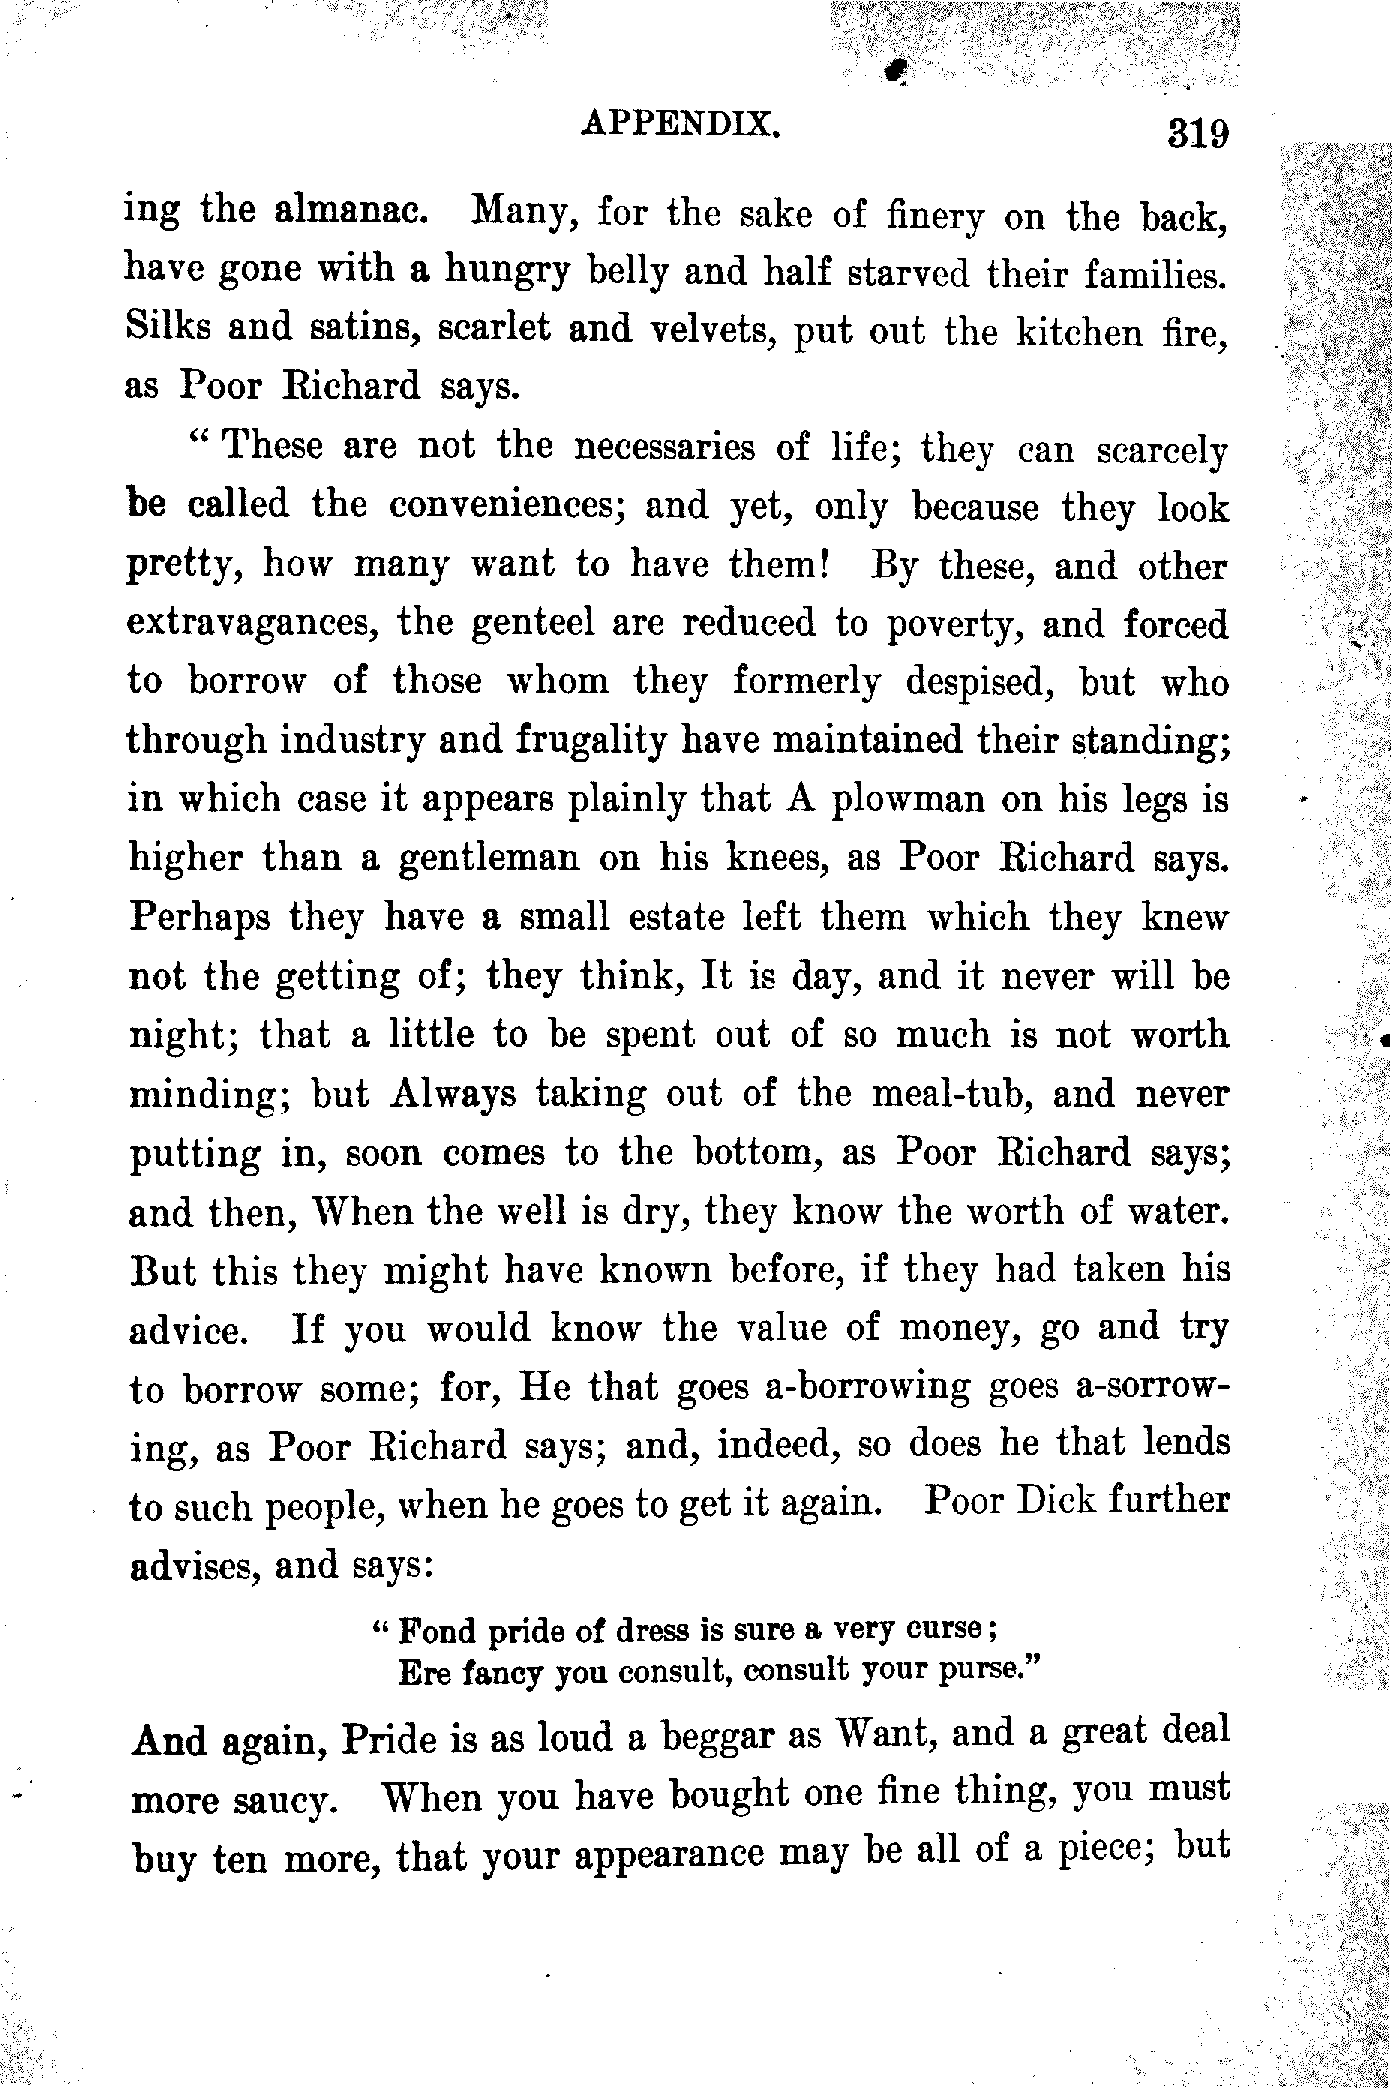 APPENDIX. 319
ing the almanac. Many, for the sake of finery on the back,
have gone with a hungry belly and half starved their families.
Silks and satins, scarlet and velvets, put out the kitchen fire,
as Poor Richard says.
“ These are not the necessaries of life; they can scarcely
be called the conveniences; and yet, only because they look
pretty, how many want to have them! By these, and other
extravagances, the genteel are reduced to poverty, and forced
to borrow of those whom they formerly despised, but who
through industry and frugality have maintained their standing;
in which case it appears plainly that A plowman on his legs is
higher than a gentleman on his knees, as Poor Richard says.
Perhaps they have a small estate left them which they knew
not the getting of; they think, It is day, and it never will be
night; that a little to be spent out of so much is not worth
minding; but Always taking out of the meal-tub, and never
putting in, soon comes to the bottom, as Poor Richard says;
and then, When the well is dry, they know the worth of water.
But this they might have known before, if they had taken his
advice. If you would know the value of money, go and try
to borrow some; for, He that goes a-borrowing goes a-sorrow-
ing, as Poor Richard says; and, indeed, so does he that lends
to such people, when he goes to get it again. Poor Dick further
advises, and says:
“ Fond pride of dress is sure a very curse;
Ere fancy you consult, consult your purse.”
And again, Pride is as loud a beggar as Want, and a great deal
more saucy. When you have bought one fine thing, you must
buy ten more, that your appearance may be all of a piece; but